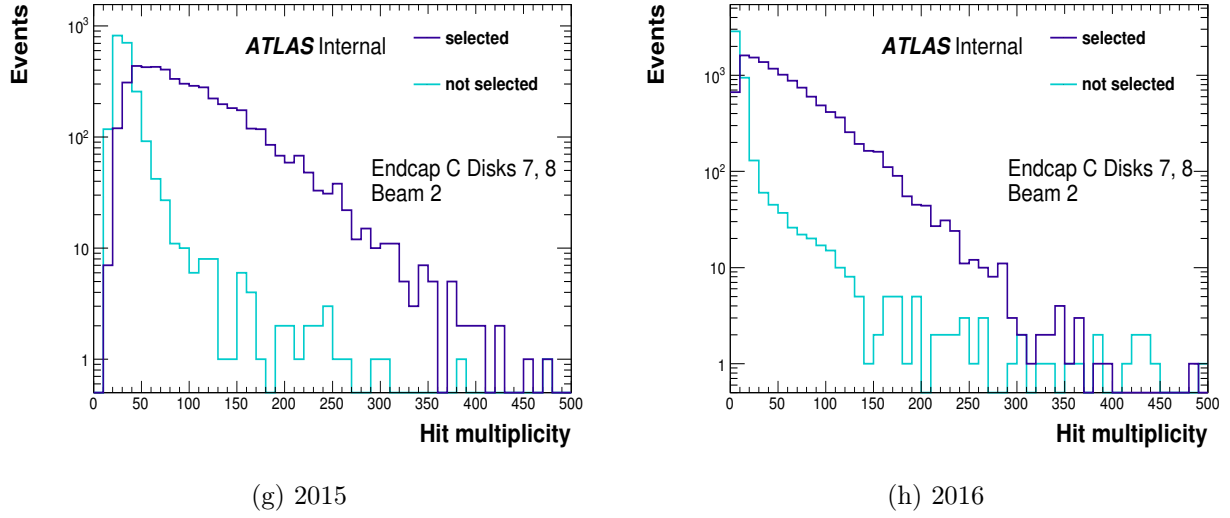 Events
10³
10²
10
1
ATLAS Internal
selected
not selected
Endcap C Disks 7, 8
Beam 2
0 50 100 150 200 250 300 350 400 450 500
Hit multiplicity
(g) 2015
Events
10³
10²
10
1
ATLAS Internal
selected
not selected
Endcap C Disks 7, 8
Beam 2
0 50 100 150 200 250 300 350 400 450 500
Hit multiplicity
(h) 2016